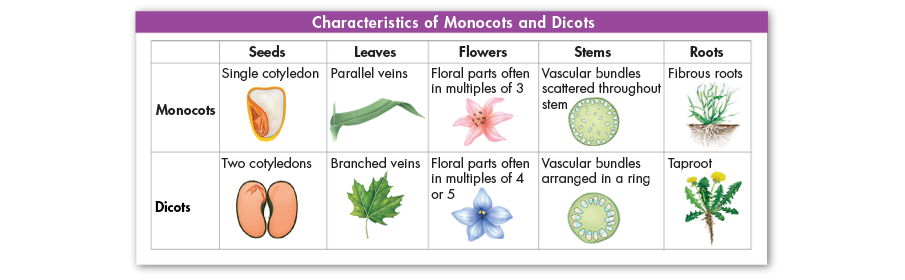 Characteristics of Monocots and Dicots
Seeds
Leaves
Flowers
Stems
Roots
Monocots
Single cotyledon
Parallel veins
Floral parts often
in multiples of 3
Vascular bundles
scattered throughout
stem
Fibrous roots
Dicots
Two cotyledons
Branched veins
Floral parts often
in multiples of 4
or 5
Vascular bundles
arranged in a ring
Taproot